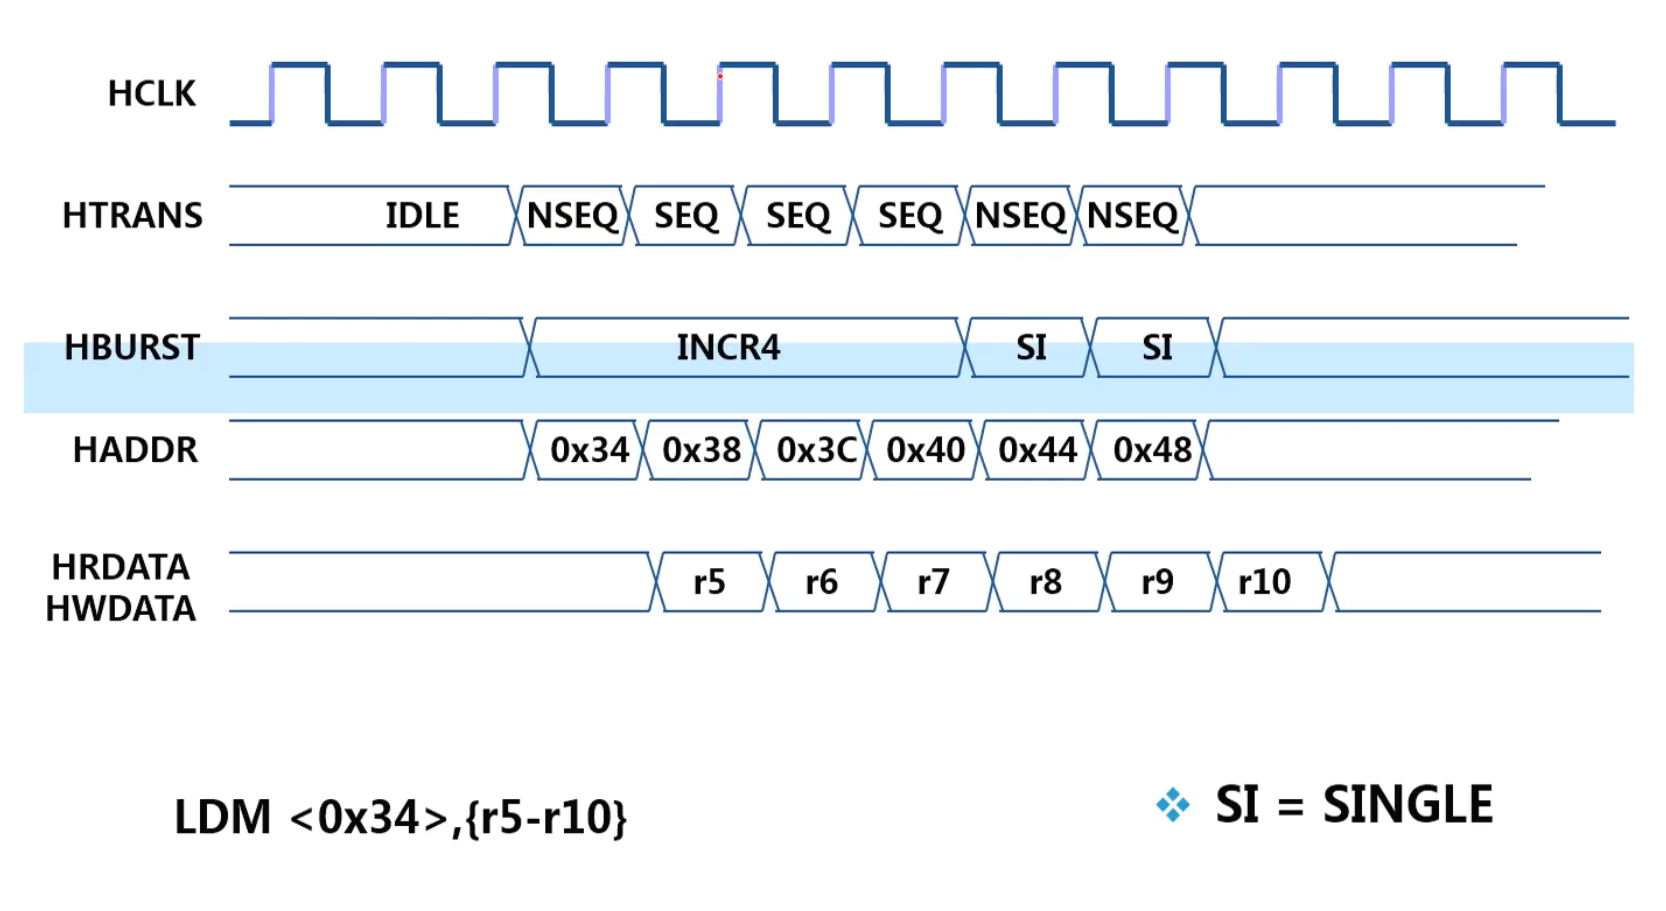 HCLK
HTRANS IDLE NSEQ SEQ SEQ SEQ NSEQ NSEQ
HBURST INCR4 SI SI
HADDR 0x34 0x38 0x3C 0x40 0x44 0x48
HRDATA
HWDATA
r5 r6 r7 r8 r9 r10
LDM <0x34>,{r5-r10}
SI = SINGLE